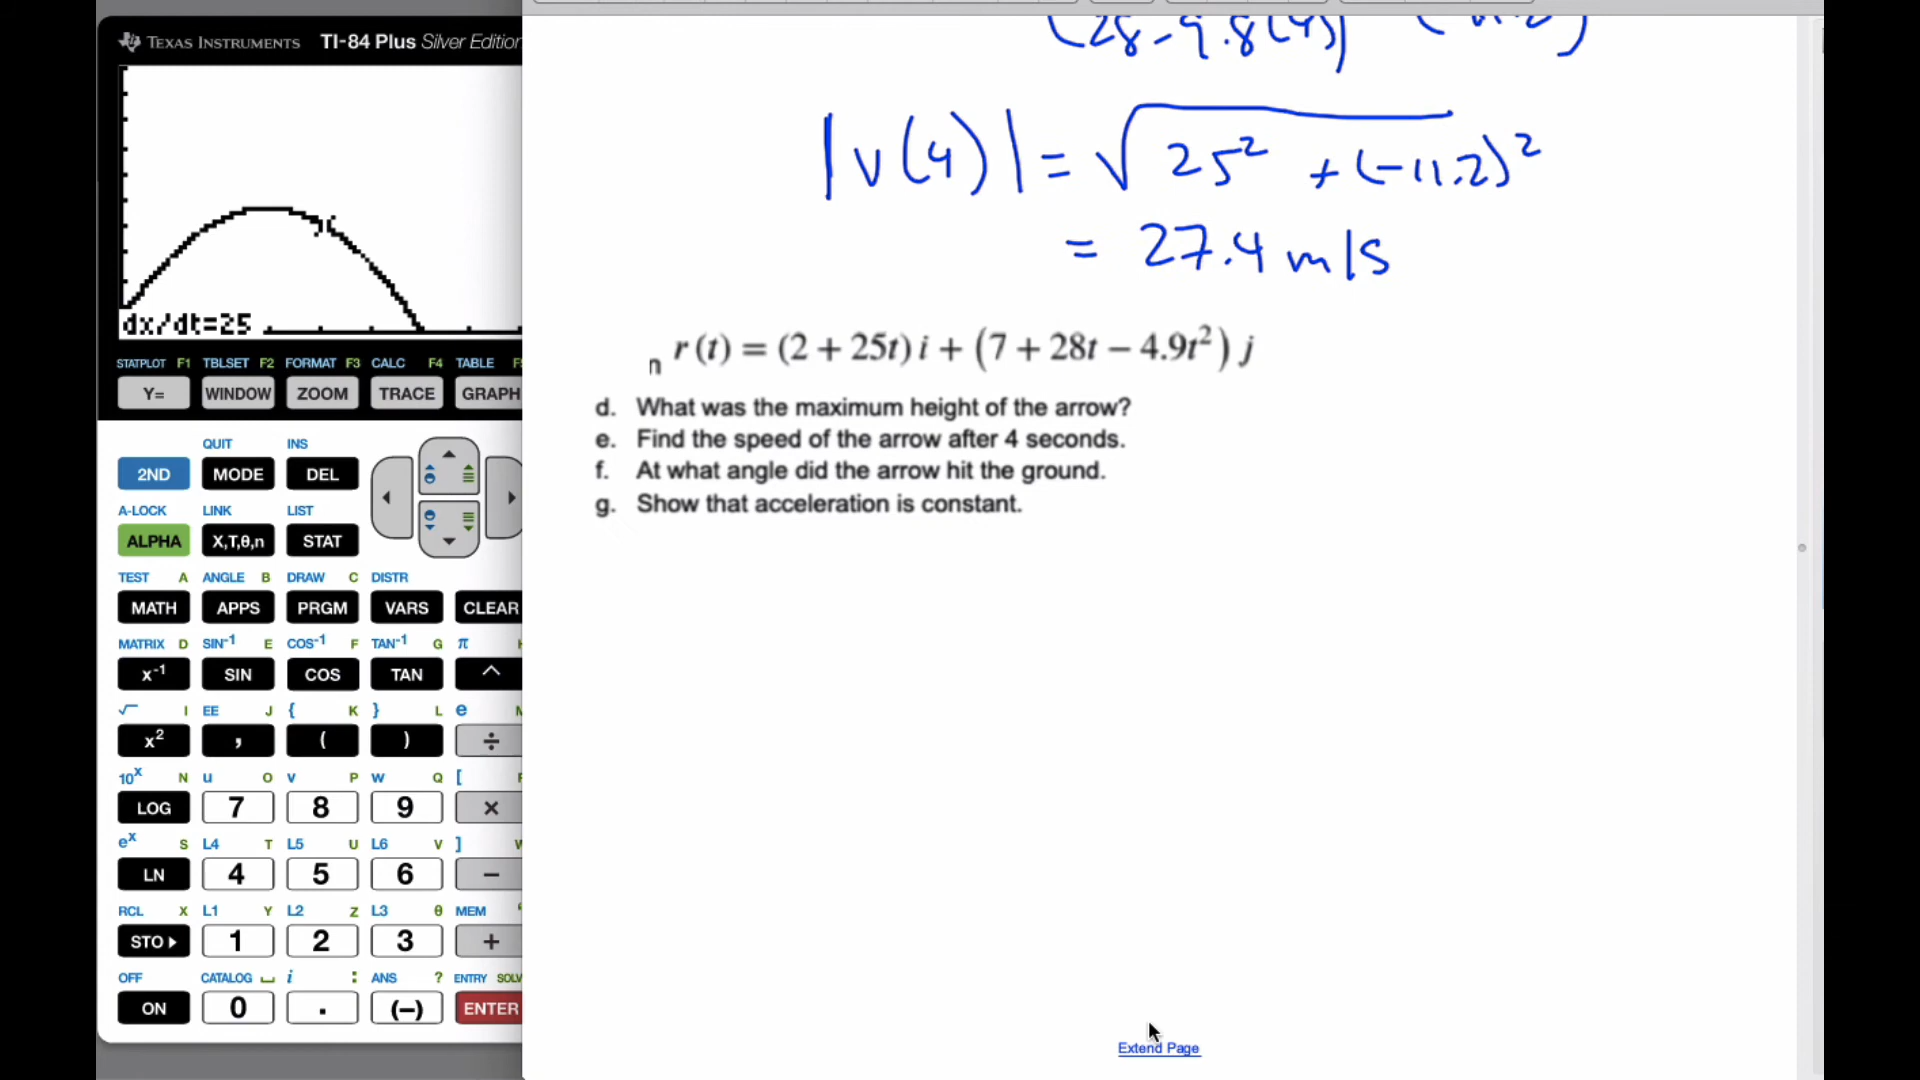 TEXAS INSTRUMENTS TI-84 Plus Silver Edition
dx/dt=25
STATPLOT F1 TBLSET F2 FORMAT F3 CALC F4 TABLE
Y= WINDOW ZOOM TRACE GRAPH
QUIT INS
2ND MODE DEL
A-LOCK LINK LIST
ALPHA X,T,θ,n STAT
TEST A ANGLE B DRAW C DISTR
MATH APPS PRGM VARS CLEAR
MATRIX D SIN⁻¹ E COS⁻¹ F TAN⁻¹ G π
x⁻¹ SIN COS TAN ^
√ I EE J { K } L e
x² , ( ) ÷
10ˣ N u O v P w Q [
LOG 7 8 9 ×
eˣ S L4 T L5 U L6 V ]
LN 4 5 6 −
RCL X L1 Y L2 Z L3 θ MEM
STO▸ 1 2 3 +
OFF CATALOG ⎵ i : ANS ? ENTRY SOLV
ON 0 . (–) ENTER
(28-9.8(4))
|v(4)| = √25² + (-11.2)²
= 27.4 m/s
n r(t) = (2 + 25t) i + (7 + 28t − 4.9t²) j
d. What was the maximum height of the arrow?
e. Find the speed of the arrow after 4 seconds.
f. At what angle did the arrow hit the ground.
g. Show that acceleration is constant.
Extend Page